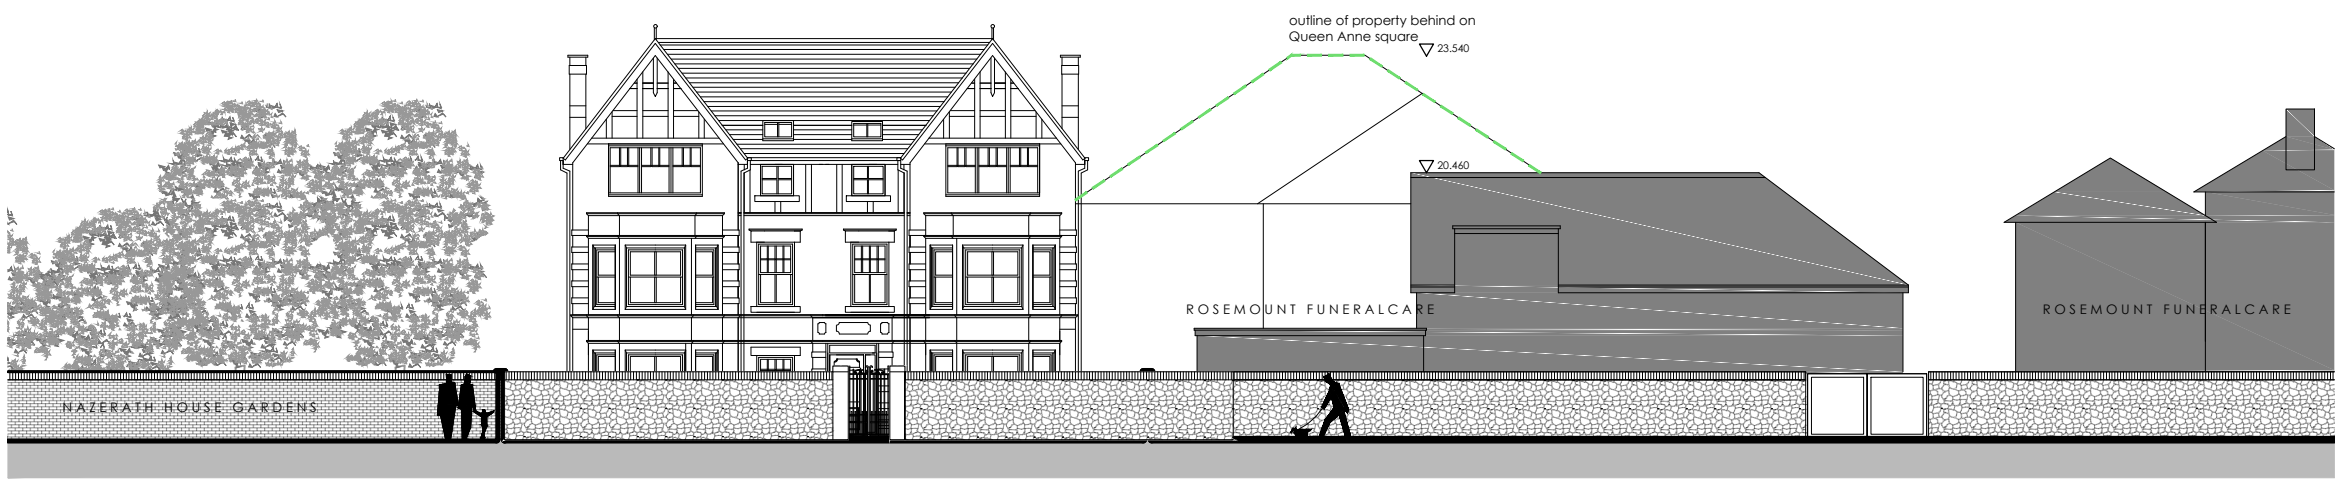 outline of property behind on
Queen Anne square
23.540
20.460
ROSEMOUNT FUNERALCARE
ROSEMOUNT FUNERALCARE
NAZERATH HOUSE GARDENS